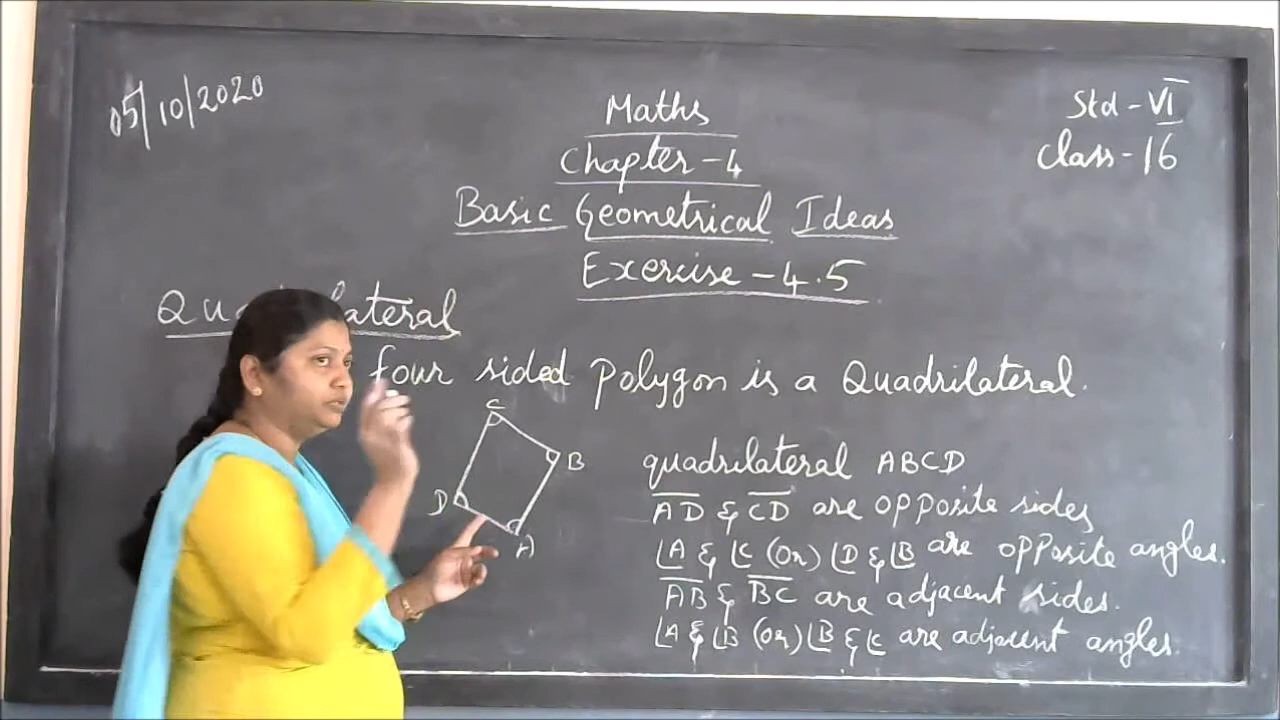 05/10/2020
Maths
Std - VI
Chapter - 4
Class - 16
Basic Geometrical Ideas
Exercise - 4.5
four sided polygon is a Quadrilateral.
C
B
D
A
quadrilateral ABCD
AD & CD are opposite sides
∠A & ∠C (or) ∠D & ∠B are opposite angles.
AB & BC are adjacent sides.
∠A & ∠B (or) ∠B & ∠C are adjacent angles.